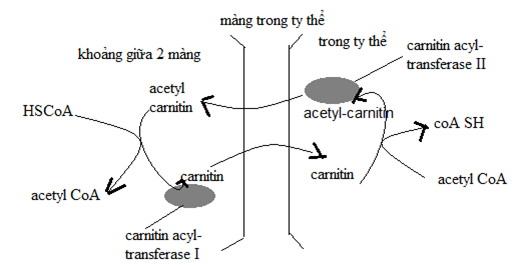 màng trong ty thể
khoảng giữa 2 màng
trong ty thể
carnitin acyl-
transferase II
acetyl
carnitin
HSCoA
acetyl-carnitin
coA SH
carnitin
carnitin
acetyl CoA
acetyl CoA
carnitin acyl-
transferase I